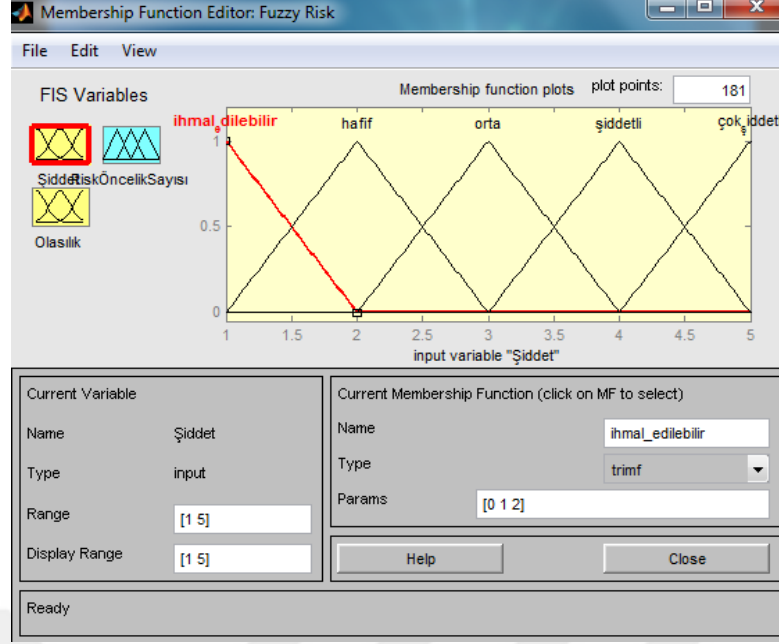 Membership Function Editor: Fuzzy Risk
File Edit View
FIS Variables
Membership function plots plot points: 181
ihmal_edilebilir hafif orta şiddetli çok_şiddet
Şiddet RiskÖncelikSayısı
Olasılık
1
0.5
0
1 1.5 2 2.5 3 3.5 4 4.5 5
input variable "Şiddet"
Current Variable
Name Şiddet
Type input
Range [1 5]
Display Range [1 5]
Current Membership Function (click on MF to select)
Name ihmal_edilebilir
Type trimf
Params [0 1 2]
Help Close
Ready